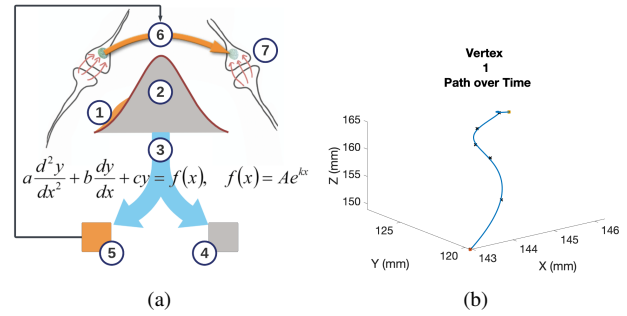 6
7
1
2
3
a d²y/dx² + b dy/dx + cy = f(x),   f(x) = Ae^{kx}
5
4
(a)
Vertex
1
Path over Time
165
160
155
150
Z (mm)
125
120
Y (mm)
143
144
145
146
X (mm)
(b)